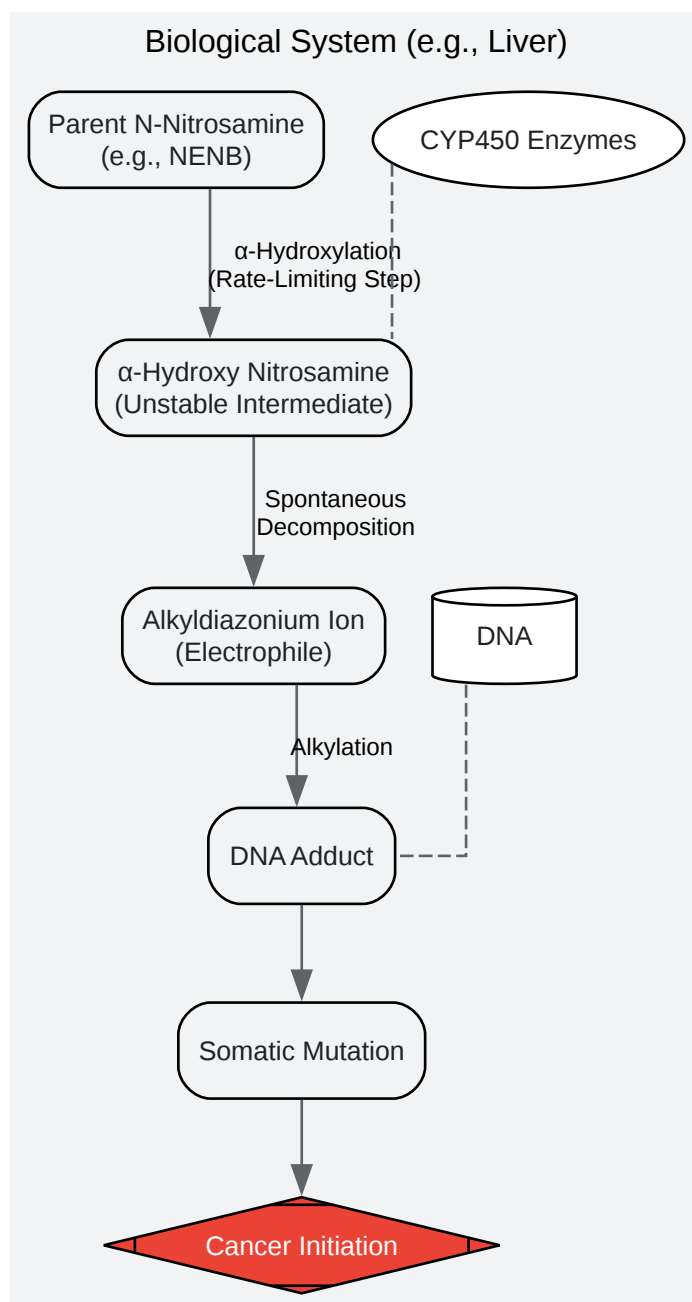 Biological System (e.g., Liver)
Parent N-Nitrosamine
(e.g., NENB)
CYP450 Enzymes
α-Hydroxylation
(Rate-Limiting Step)
α-Hydroxy Nitrosamine
(Unstable Intermediate)
Spontaneous
Decomposition
Alkyldiazonium Ion
(Electrophile)
DNA
Alkylation
DNA Adduct
Somatic Mutation
Cancer Initiation